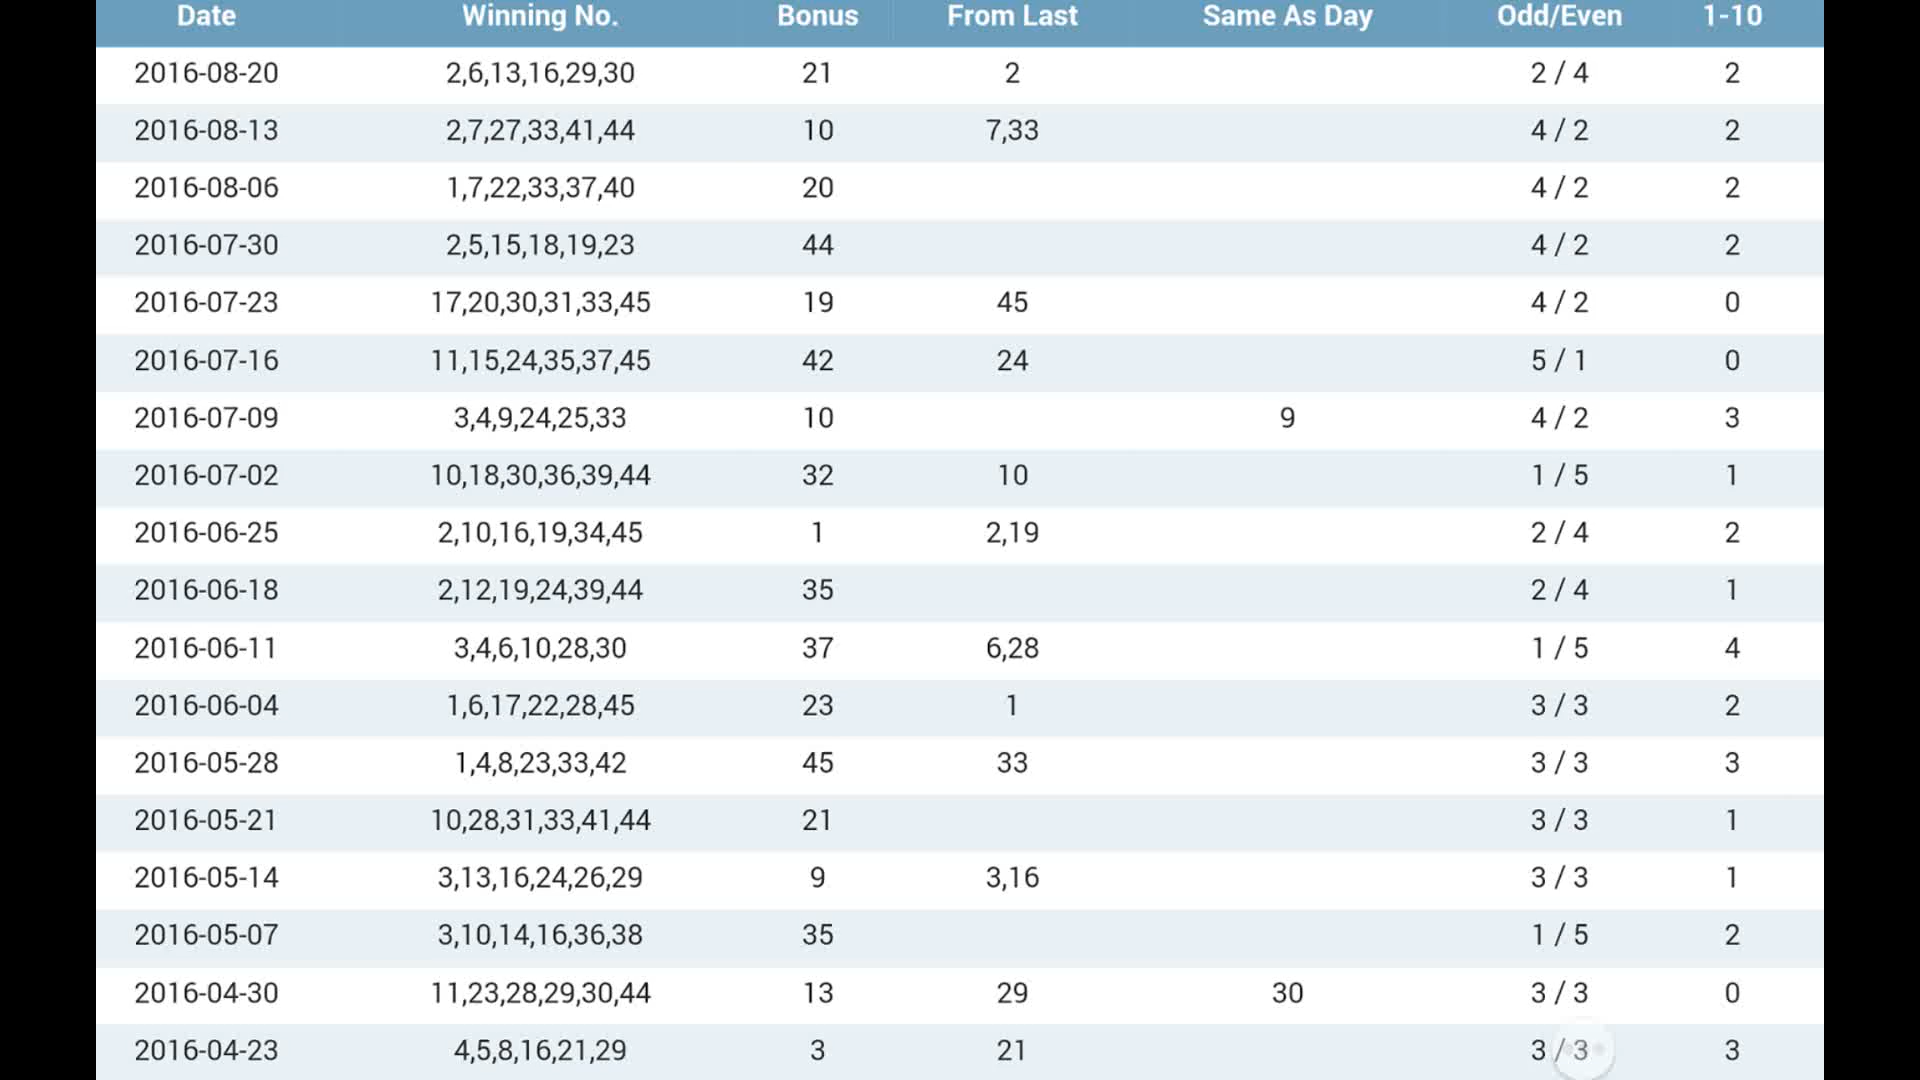 Date Winning No. Bonus From Last Same As Day Odd/Even 1-10
2016-08-20 2,6,13,16,29,30 21 2 2 / 4 2
2016-08-13 2,7,27,33,41,44 10 7,33 4 / 2 2
2016-08-06 1,7,22,33,37,40 20 4 / 2 2
2016-07-30 2,5,15,18,19,23 44 4 / 2 2
2016-07-23 17,20,30,31,33,45 19 45 4 / 2 0
2016-07-16 11,15,24,35,37,45 42 24 5 / 1 0
2016-07-09 3,4,9,24,25,33 10 9 4 / 2 3
2016-07-02 10,18,30,36,39,44 32 10 1 / 5 1
2016-06-25 2,10,16,19,34,45 1 2,19 2 / 4 2
2016-06-18 2,12,19,24,39,44 35 2 / 4 1
2016-06-11 3,4,6,10,28,30 37 6,28 1 / 5 4
2016-06-04 1,6,17,22,28,45 23 1 3 / 3 2
2016-05-28 1,4,8,23,33,42 45 33 3 / 3 3
2016-05-21 10,28,31,33,41,44 21 3 / 3 1
2016-05-14 3,13,16,24,26,29 9 3,16 3 / 3 1
2016-05-07 3,10,14,16,36,38 35 1 / 5 2
2016-04-30 11,23,28,29,30,44 13 29 30 3 / 3 0
2016-04-23 4,5,8,16,21,29 3 21 3 / 3 3